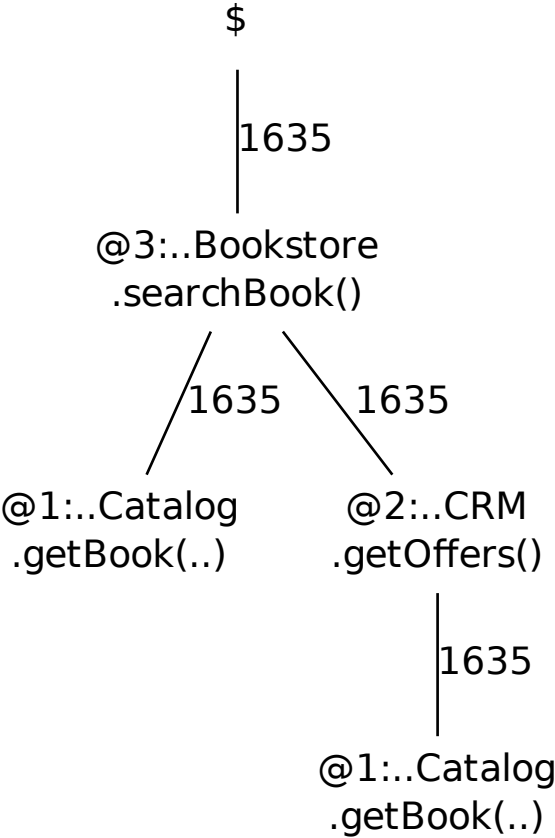 $
1635
@3:..Bookstore
.searchBook()
1635
1635
@1:..Catalog
.getBook(..)
@2:..CRM
.getOffers()
1635
@1:..Catalog
.getBook(..)